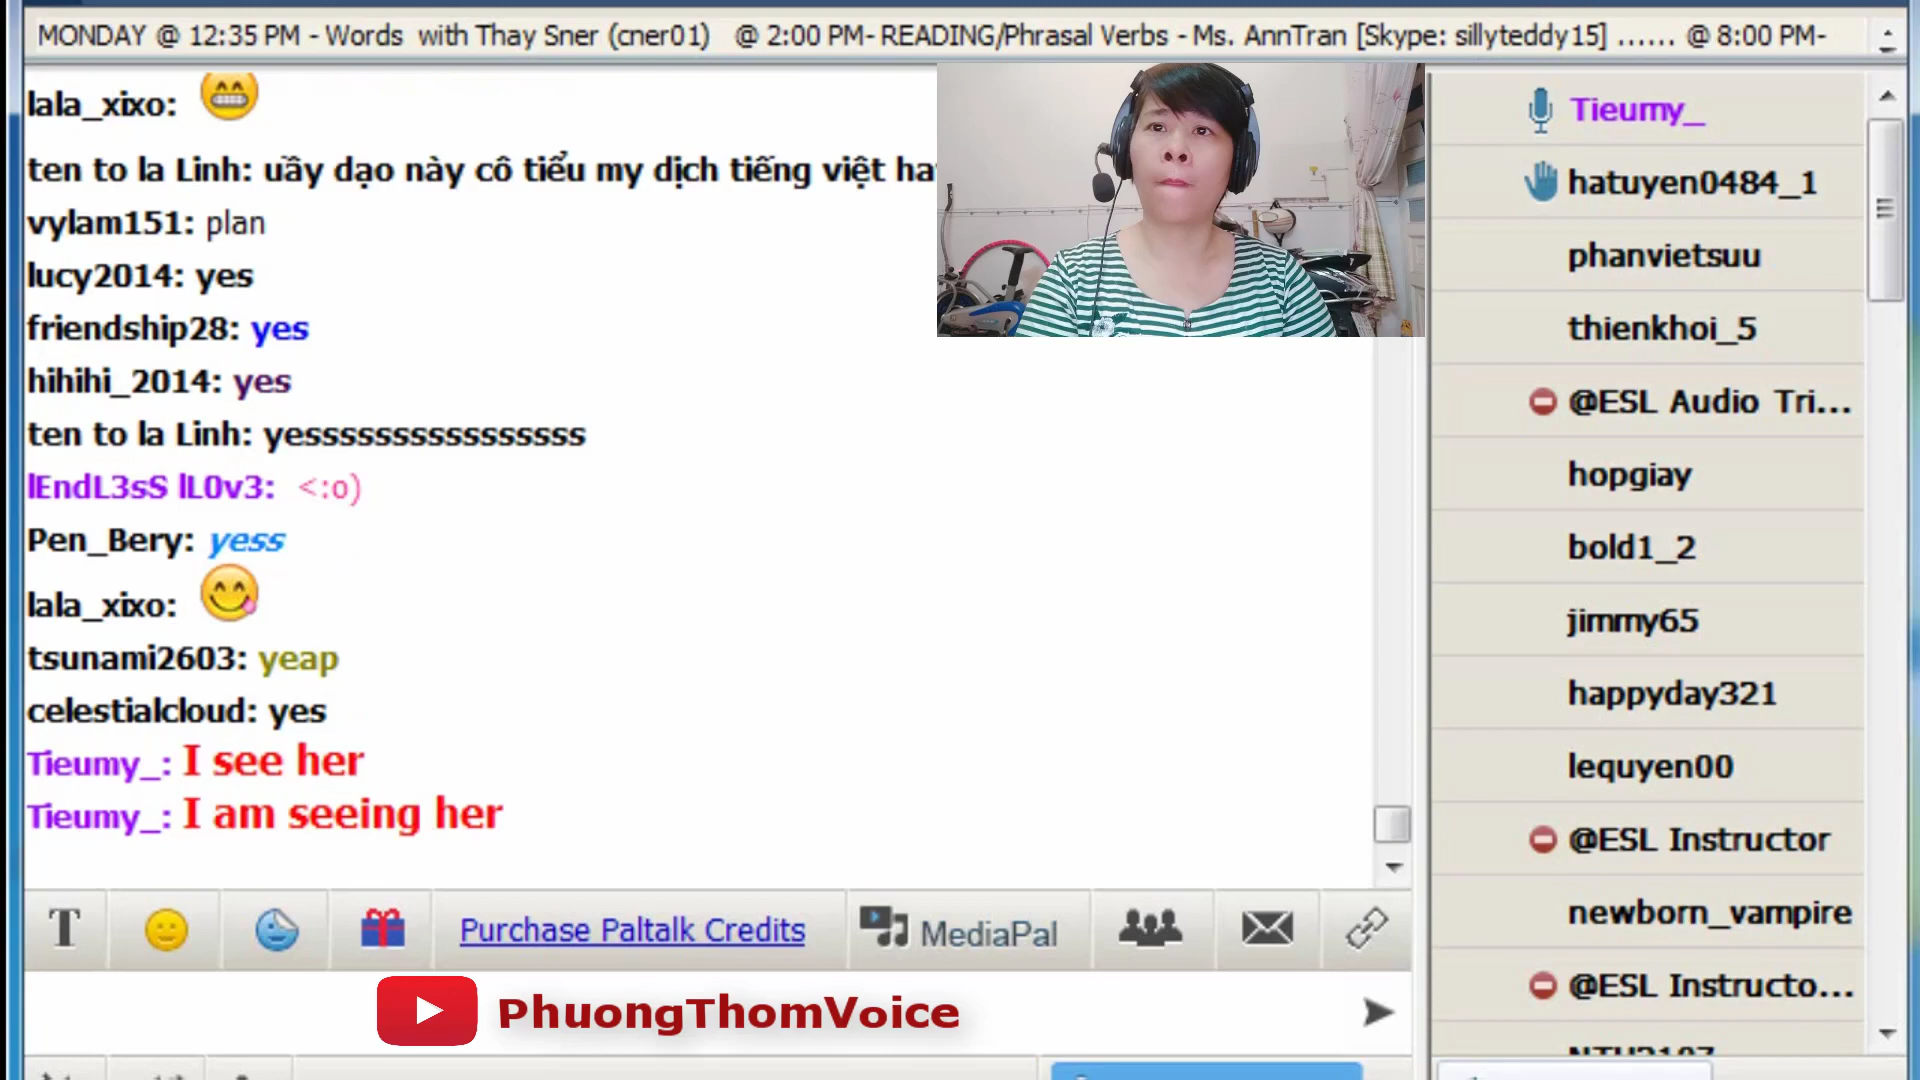 MONDAY @ 12:35 PM - Words with Thay Sner (cner01) @ 2:00 PM- READING/Phrasal Verbs - Ms. AnnTran [Skype: sillyteddy15] ...... @ 8:00 PM-
lala_xixo:
ten to la Linh: uầy dạo này cô tiểu my dịch tiếng việt
vylam151: plan
lucy2014: yes
friendship28: yes
hihihi_2014: yes
ten to la Linh: yessssssssssssssss
lEndL3sS lL0v3: <:o)
Pen_Bery: yess
lala_xixo:
tsunami2603: yeap
celestialcloud: yes
Tieumy_: I see her
Tieumy_: I am seeing her
T
Purchase Paltalk Credits
MediaPal
PhuongThomVoice
Tieumy_
hatuyen0484_1
phanvietsuu
thienkhoi_5
@ESL Audio Tri...
hopgiay
bold1_2
jimmy65
happyday321
lequyen00
@ESL Instructor
newborn_vampire
@ESL Instructo...